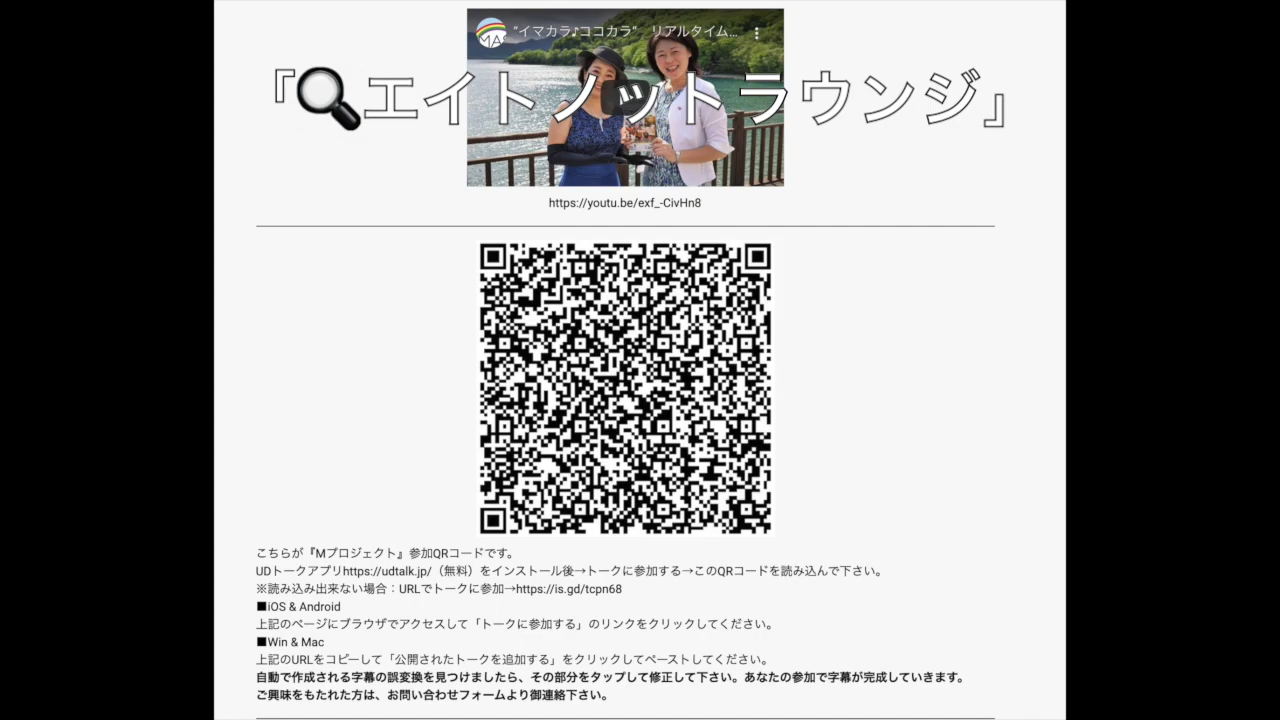 "イマカラ♪ココカラ" リアルタイム...
『🔍エイトノットラウンジ』
https://youtu.be/exf_-CivHn8
こちらが『Mプロジェクト』参加QRコードです。
UDトークアプリhttps://udtalk.jp/（無料）をインストール後→トークに参加する→このQRコードを読み込んで下さい。
※読み込み出来ない場合：URLでトークに参加→https://is.gd/tcpn68
■iOS & Android
上記のページにブラウザでアクセスして「トークに参加する」のリンクをクリックしてください。
■Win & Mac
上記のURLをコピーして「公開されたトークを追加する」をクリックしてペーストしてください。
自動で作成される字幕の誤変換を見つけましたら、その部分をタップして修正して下さい。あなたの参加で字幕が完成していきます。
ご興味をもたれた方は、お問い合わせフォームより御連絡下さい。